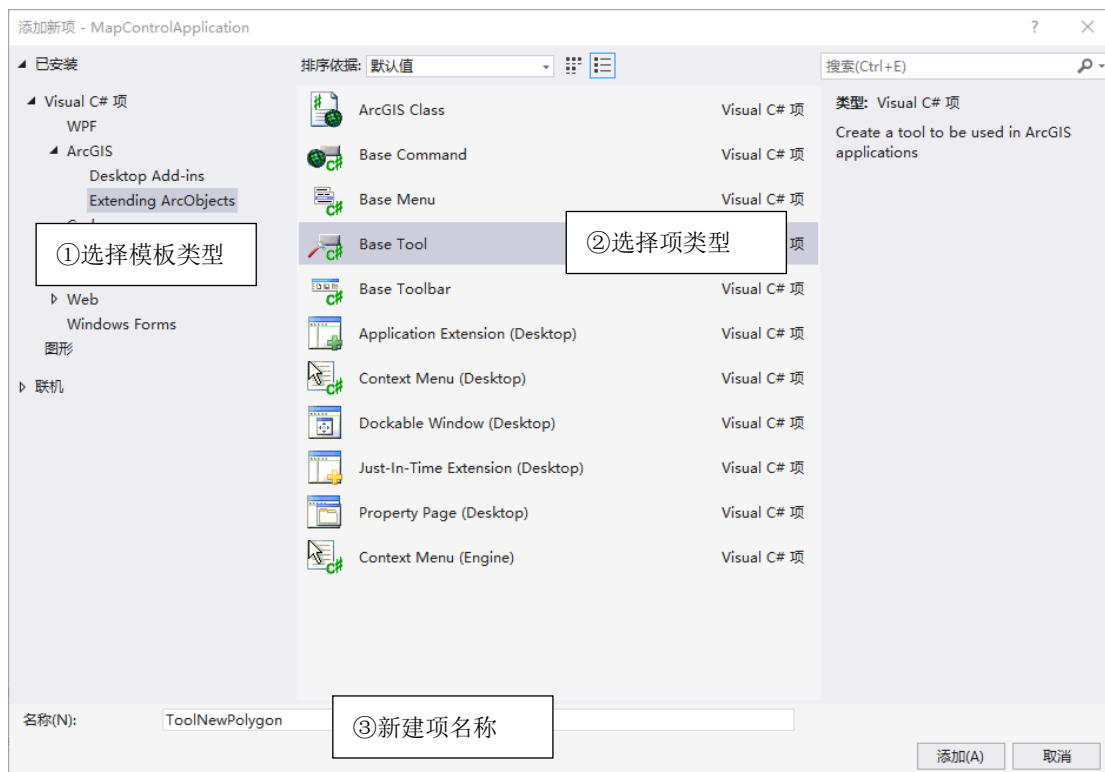 添加新项 - MapControlApplication
?
已安装
排序依据: 默认值
搜索(Ctrl+E)
Visual C# 项
WPF
ArcGIS
Desktop Add-ins
Extending ArcObjects
①选择模板类型
Web
Windows Forms
图形
联机
ArcGIS Class Visual C# 项
Base Command Visual C# 项
Base Menu Visual C# 项
Base Tool 项
②选择项类型
Base Toolbar Visual C# 项
Application Extension (Desktop) Visual C# 项
Context Menu (Desktop) Visual C# 项
Dockable Window (Desktop) Visual C# 项
Just-In-Time Extension (Desktop) Visual C# 项
Property Page (Desktop) Visual C# 项
Context Menu (Engine) Visual C# 项
类型: Visual C# 项
Create a tool to be used in ArcGIS
applications
名称(N): ToolNewPolygon
③新建项名称
添加(A) 取消